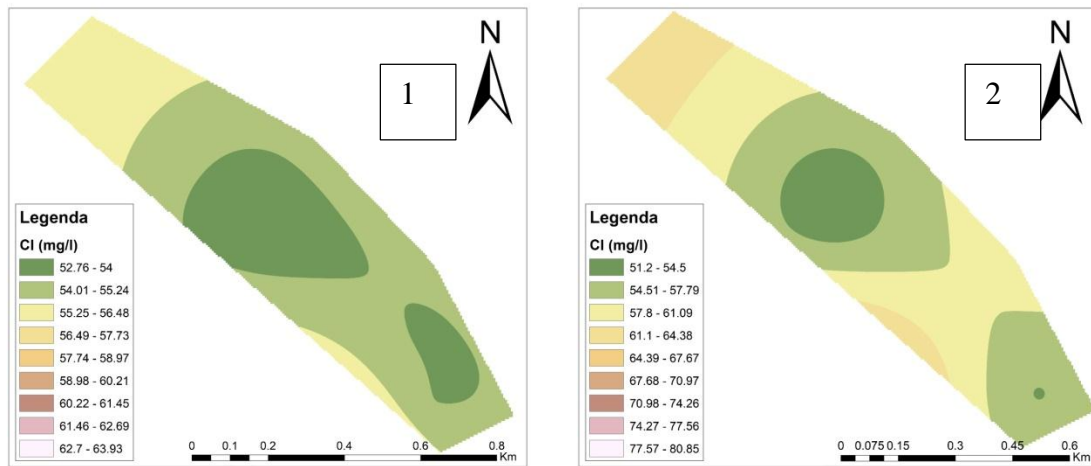 N
1
Legenda
Cl (mg/l)
52.76 - 54
54.01 - 55.24
55.25 - 56.48
56.49 - 57.73
57.74 - 58.97
58.98 - 60.21
60.22 - 61.45
61.46 - 62.69
62.7 - 63.93
0 0.1 0.2 0.4 0.6 0.8
Km
N
2
Legenda
Cl (mg/l)
51.2 - 54.5
54.51 - 57.79
57.8 - 61.09
61.1 - 64.38
64.39 - 67.67
67.68 - 70.97
70.98 - 74.26
74.27 - 77.56
77.57 - 80.85
0 0.075 0.15 0.3 0.45 0.6
Km